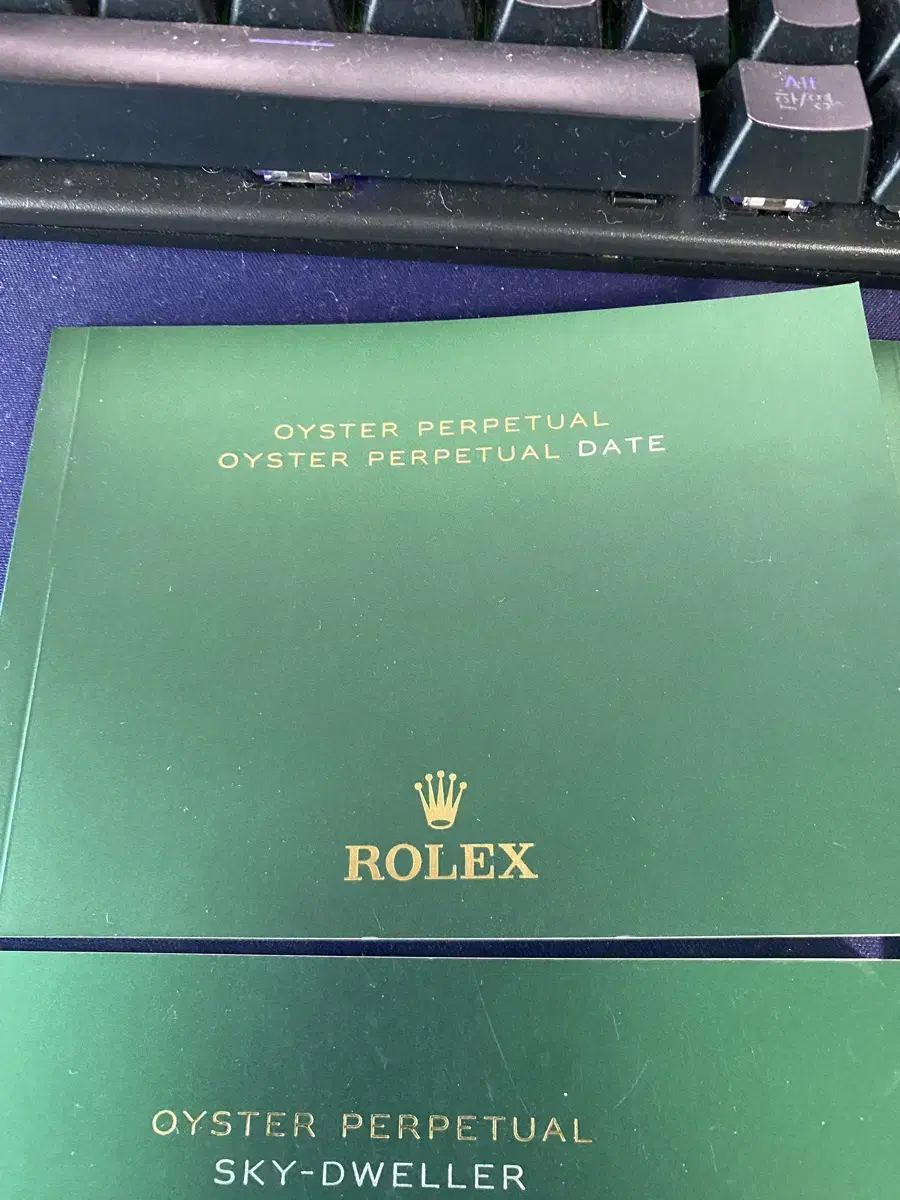 Alt
한/영
OYSTER PERPETUAL
OYSTER PERPETUAL DATE
ROLEX
OYSTER PERPETUAL
SKY-DWELLER